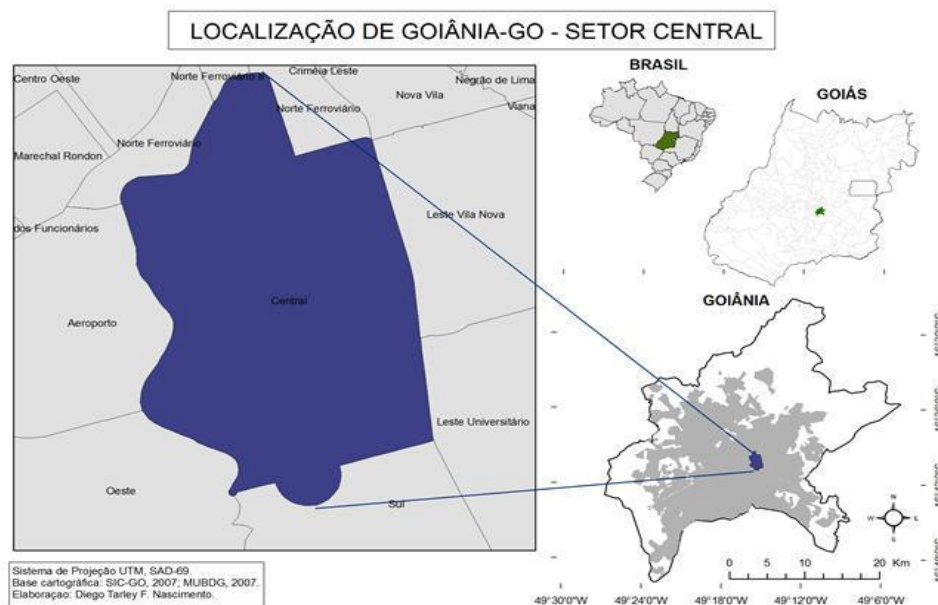 LOCALIZAÇÃO DE GOIÂNIA-GO - SETOR CENTRAL
Centro Oeste
Norte Ferroviário II
Criméia Leste
Negrão de Lima
Nova Vila
Viana
Norte Ferroviário
Norte Ferroviário
Marechal Rondon
dos Funcionários
Leste Vila Nova
Central
Aeroporto
Leste Universitário
Oeste
Sul
BRASIL
GOIÁS
GOIÂNIA
N
W
E
S
0 5 10 20 Km
49°30'0"W 49°24'0"W 49°18'0"W 49°12'0"W 49°6'0"W
Sistema de Projeção UTM, SAD-69.
Base cartográfica: SIC-GO, 2007; MUBDG, 2007.
Elaboraçao: Diego Tarley F. Nascimento.